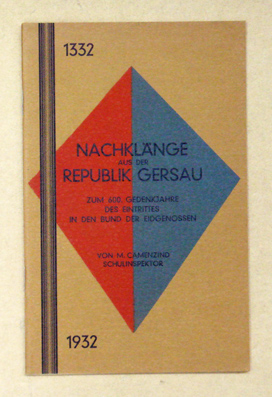 1332
NACHKLÄNGE
AUS DER
REPUBLIK GERSAU
ZUM 600. GEDENKJAHRE
DES EINTRITTES
IN DEN BUND DER EIDGENOSSEN
VON M. CAMENZIND
SCHULINSPEKTOR
1932